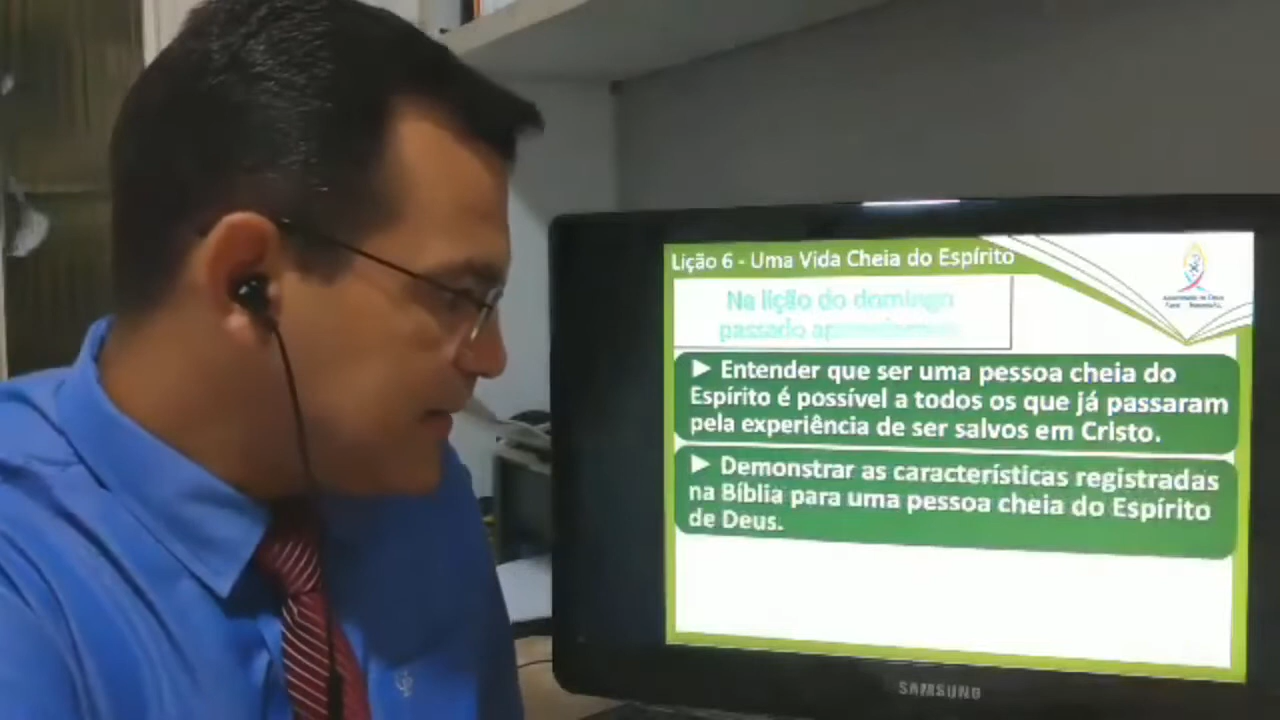 Lição 6 - Uma Vida Cheia do Espírito
Na lição do domingo
passado aprendemos
► Entender que ser uma pessoa cheia do
Espírito é possível a todos os que já passaram
pela experiência de ser salvos em Cristo.
► Demonstrar as características registradas
na Bíblia para uma pessoa cheia do Espírito
de Deus.
SAMSUNG